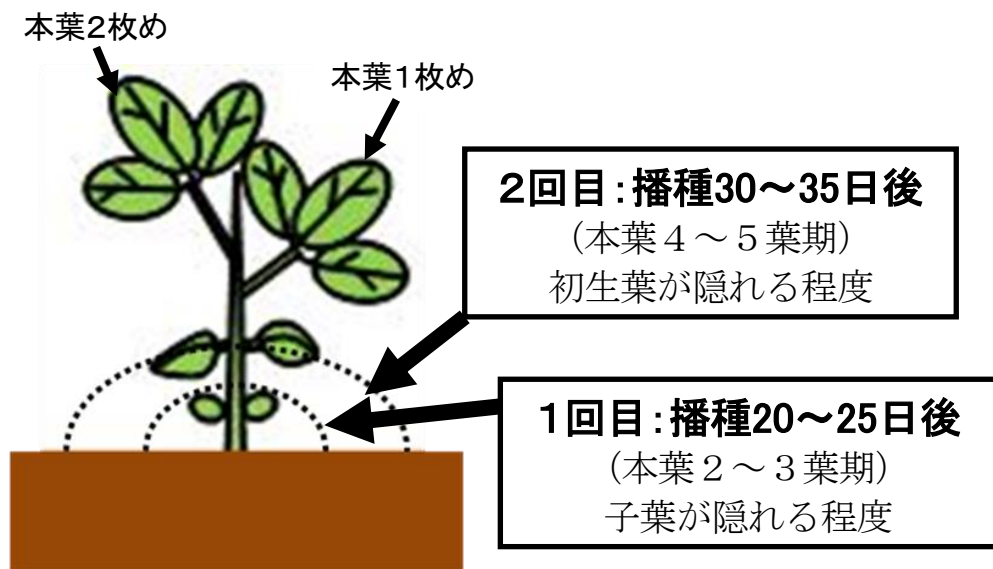 本葉2枚め
本葉1枚め
2回目:播種30~35日後
(本葉4~5葉期)
初生葉が隠れる程度
1回目:播種20~25日後
(本葉2~3葉期)
子葉が隠れる程度